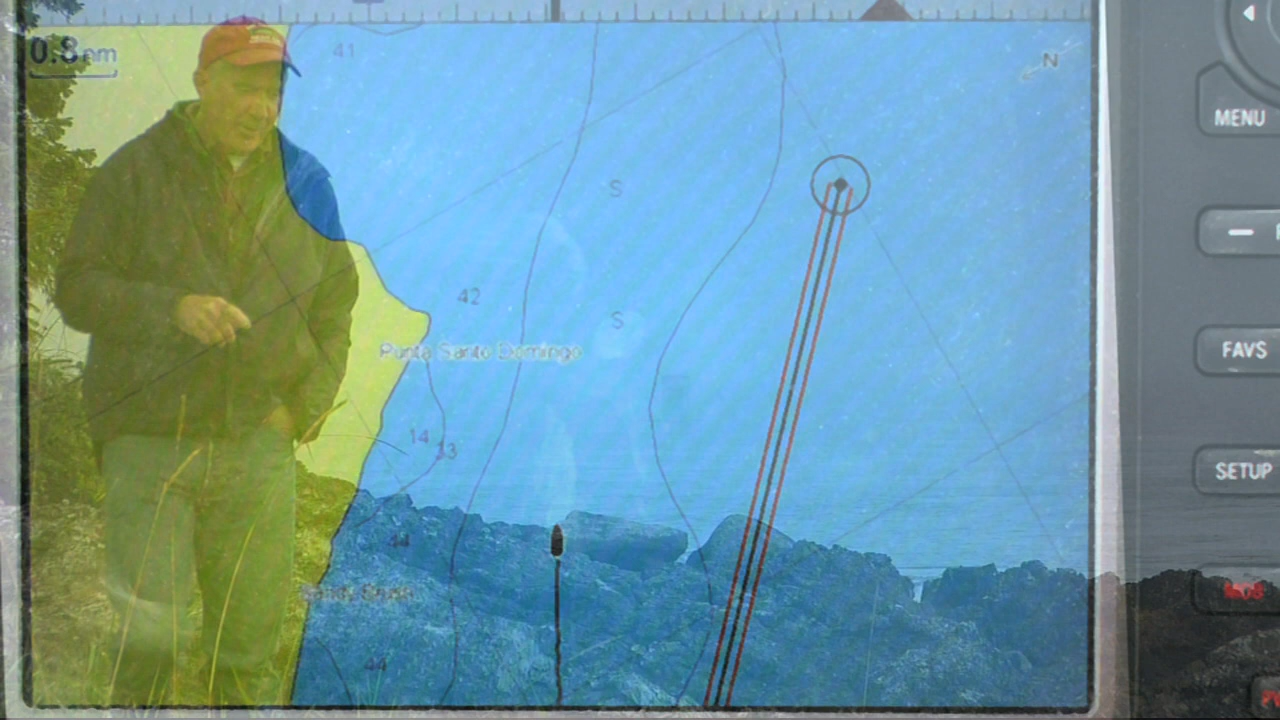 0.8nm
41
N
MENU
S
42
S
FAVS
Punta Santo Domingo
14
13
SETUP
44
44